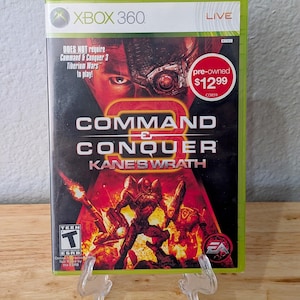 XBOX 360
LIVE
DOES NOT require
Command & Conquer 3
Tiberium Wars
to play!
pre-owned
$12.99
3
COMMAND
&
CONQUER
KANE'S WRATH
TEEN
T
ESRB
EA